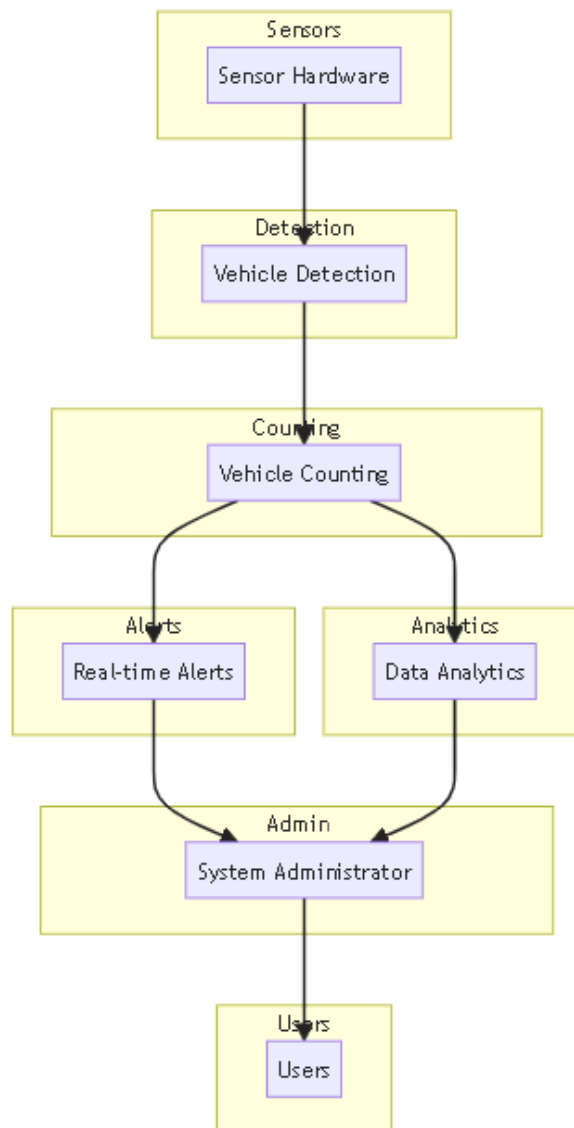 Sensors
Sensor Hardware
Detection
Vehicle Detection
Counting
Vehicle Counting
Alerts
Real-time Alerts
Analytics
Data Analytics
Admin
System Administrator
Users
Users